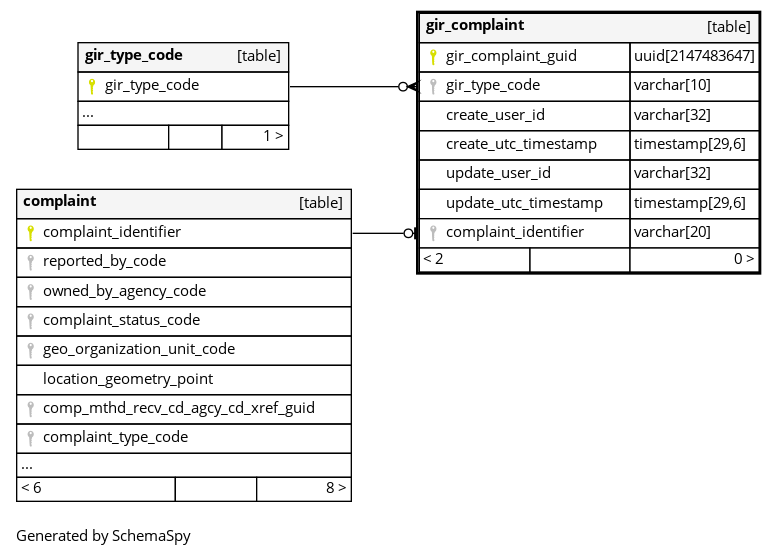 gir_type_code [table]
gir_type_code
...
1 >
gir_complaint [table]
gir_complaint_guid uuid[2147483647]
gir_type_code varchar[10]
create_user_id varchar[32]
create_utc_timestamp timestamp[29,6]
update_user_id varchar[32]
update_utc_timestamp timestamp[29,6]
complaint_identifier varchar[20]
< 2 0 >
complaint [table]
complaint_identifier
reported_by_code
owned_by_agency_code
complaint_status_code
geo_organization_unit_code
location_geometry_point
comp_mthd_recv_cd_agcy_cd_xref_guid
complaint_type_code
...
< 6 8 >
Generated by SchemaSpy